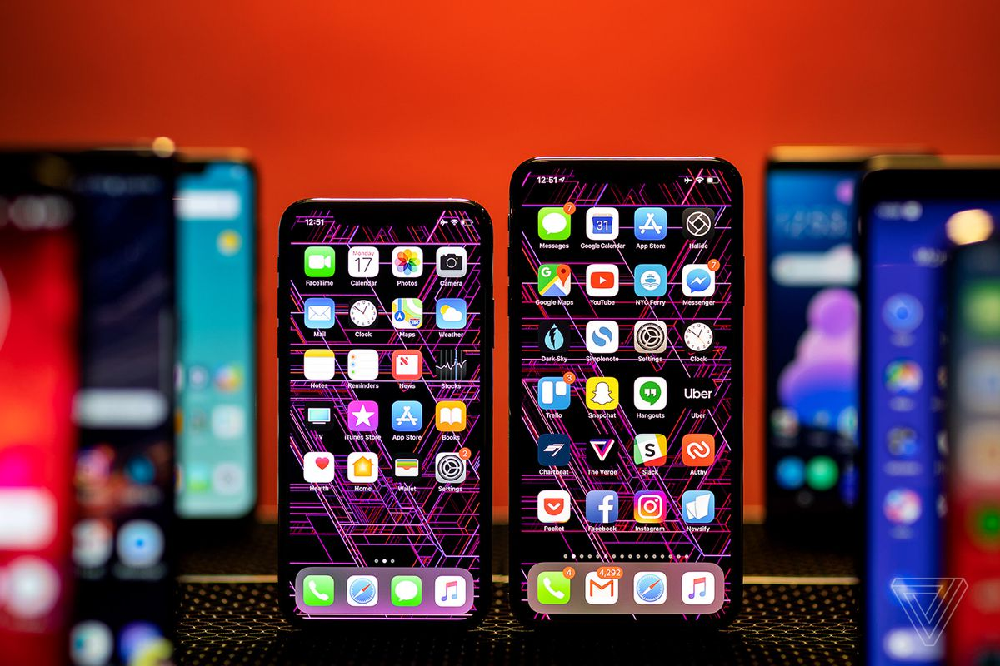 12:51
Monday
17
FaceTime Calendar Photos Camera
280
Mail Clock Maps Weather
Notes Reminders News Stocks
TV iTunes Store App Store Books
2
Health Home Wallet Settings
12:51
7
31
Messages Google Calendar App Store Halide
7
Google Maps YouTube NYC Ferry Messenger
Dark Sky Simplenote Settings Clock
3
Uber
Trello Snapchat Hangouts Uber
S
Chartbeat The Verge Slack Authy
Pocket Facebook Instagram Newsify
4 4,292